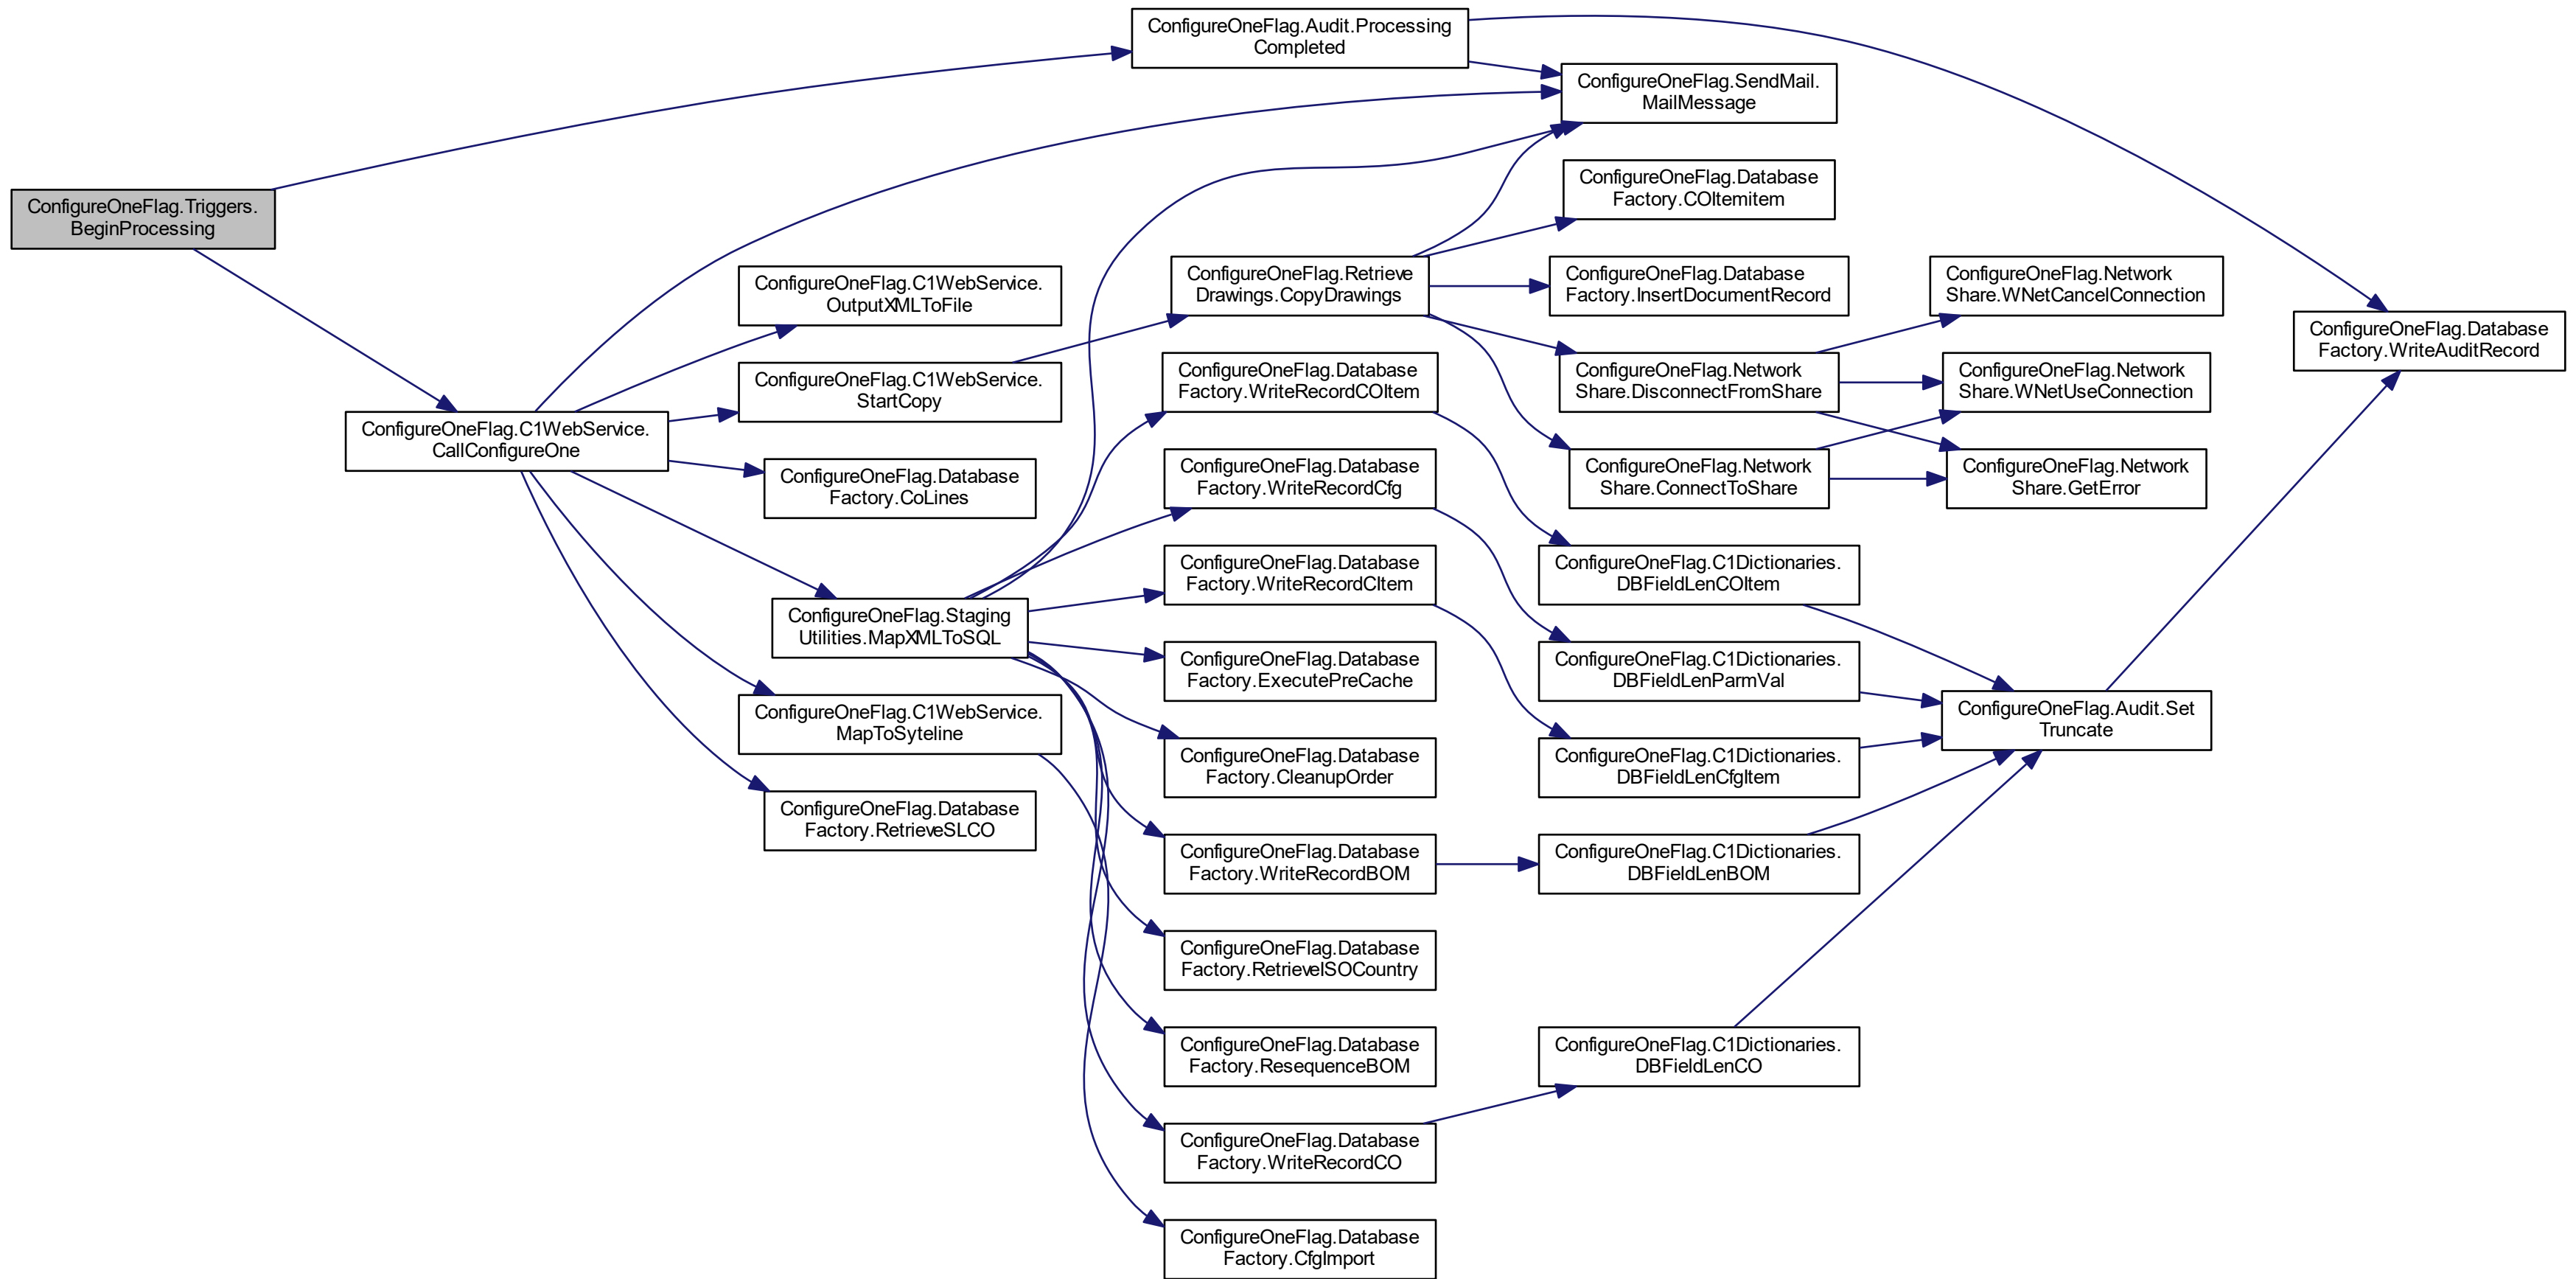 ConfigureOneFlag.Triggers.
BeginProcessing
ConfigureOneFlag.Audit.Processing
Completed
ConfigureOneFlag.C1WebService.
CallConfigureOne
ConfigureOneFlag.SendMail.
MailMessage
ConfigureOneFlag.C1WebService.
OutputXMLToFile
ConfigureOneFlag.C1WebService.
StartCopy
ConfigureOneFlag.Database
Factory.CoLines
ConfigureOneFlag.Staging
Utilities.MapXMLToSQL
ConfigureOneFlag.C1WebService.
MapToSyteline
ConfigureOneFlag.Database
Factory.RetrieveSLCO
ConfigureOneFlag.Retrieve
Drawings.CopyDrawings
ConfigureOneFlag.Database
Factory.WriteRecordCOItem
ConfigureOneFlag.Database
Factory.WriteRecordCfg
ConfigureOneFlag.Database
Factory.WriteRecordCItem
ConfigureOneFlag.Database
Factory.ExecutePreCache
ConfigureOneFlag.Database
Factory.CleanupOrder
ConfigureOneFlag.Database
Factory.WriteRecordBOM
ConfigureOneFlag.Database
Factory.RetrieveISOCountry
ConfigureOneFlag.Database
Factory.ResequenceBOM
ConfigureOneFlag.Database
Factory.WriteRecordCO
ConfigureOneFlag.Database
Factory.CfgImport
ConfigureOneFlag.Database
Factory.COItemitem
ConfigureOneFlag.Database
Factory.InsertDocumentRecord
ConfigureOneFlag.Network
Share.DisconnectFromShare
ConfigureOneFlag.Network
Share.ConnectToShare
ConfigureOneFlag.C1Dictionaries.
DBFieldLenCOItem
ConfigureOneFlag.C1Dictionaries.
DBFieldLenParmVal
ConfigureOneFlag.C1Dictionaries.
DBFieldLenCfgItem
ConfigureOneFlag.C1Dictionaries.
DBFieldLenBOM
ConfigureOneFlag.C1Dictionaries.
DBFieldLenCO
ConfigureOneFlag.Network
Share.WNetCancelConnection
ConfigureOneFlag.Network
Share.WNetUseConnection
ConfigureOneFlag.Network
Share.GetError
ConfigureOneFlag.Audit.Set
Truncate
ConfigureOneFlag.Database
Factory.WriteAuditRecord